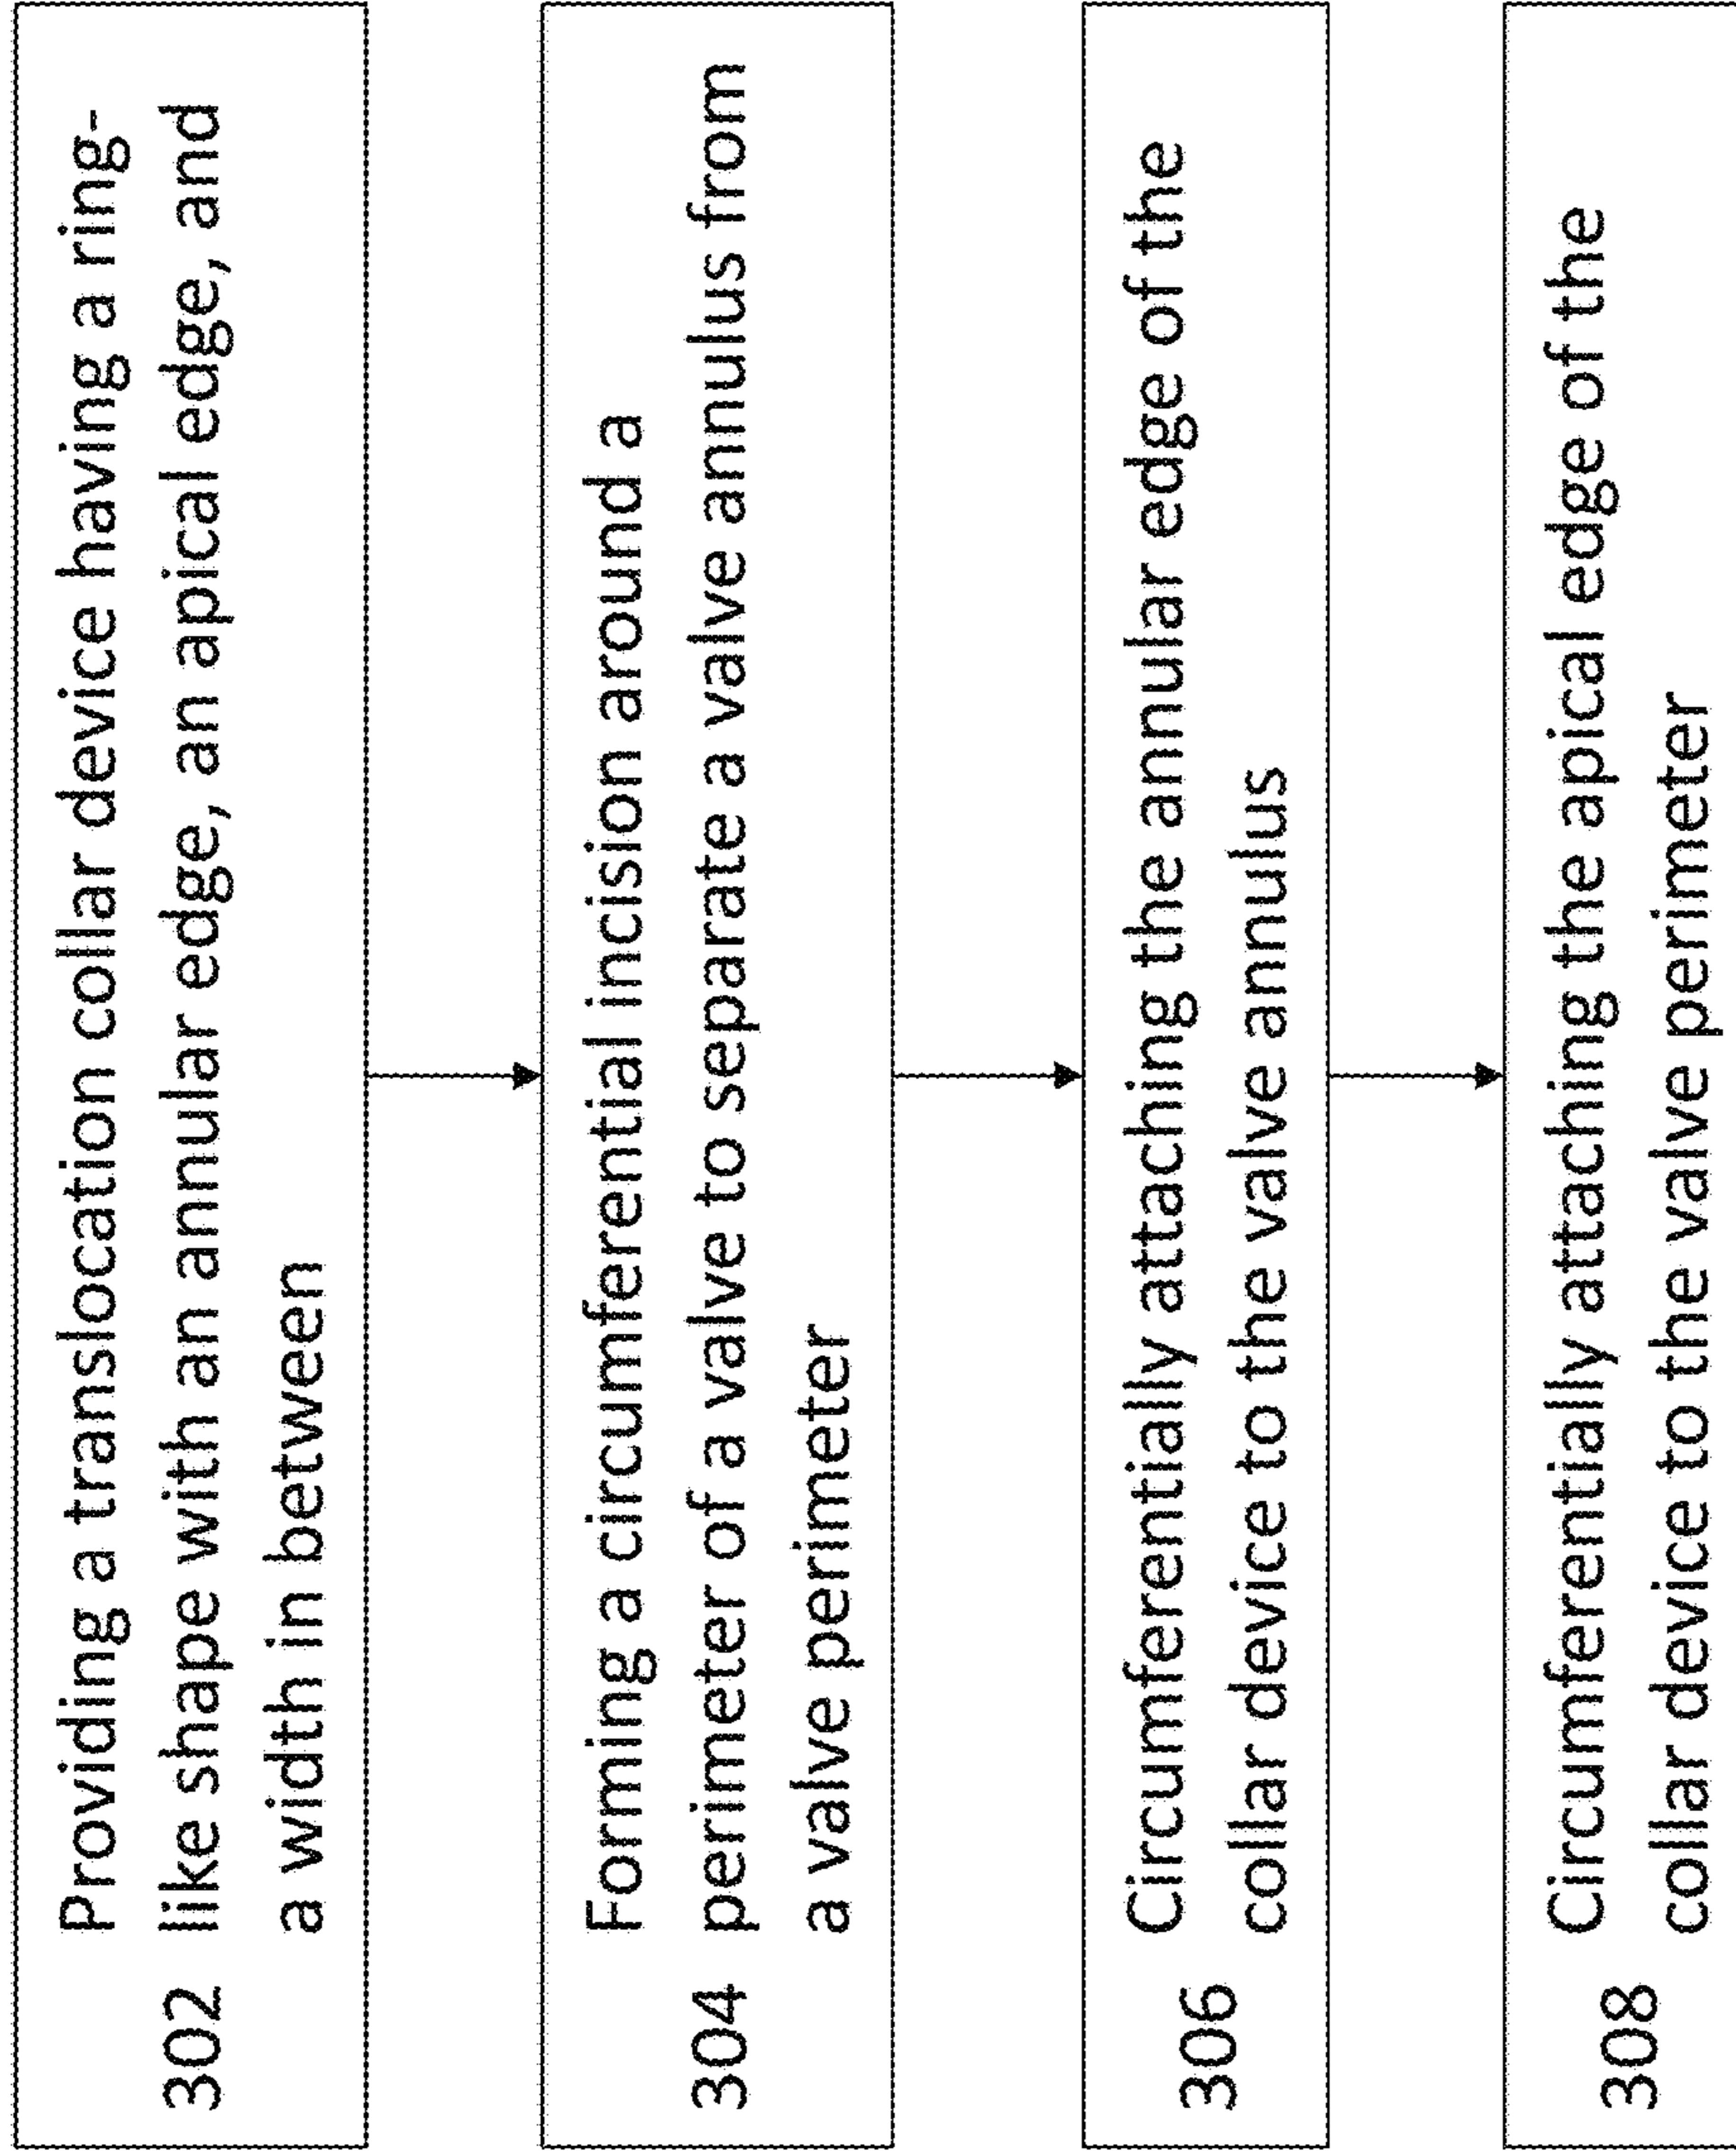 Providing a translocation collar device having a ring-
302 like shape with an annular edge, an apical edge, and
a width in between
Forming a circumferential incision around a
304 perimeter of a valve to separate a valve annulus from
a valve perimeter
306 Circumferentially attaching the annular edge of the
collar device to the valve annulus
308 Circumferentially attaching the apical edge of the
collar device to the valve perimeter